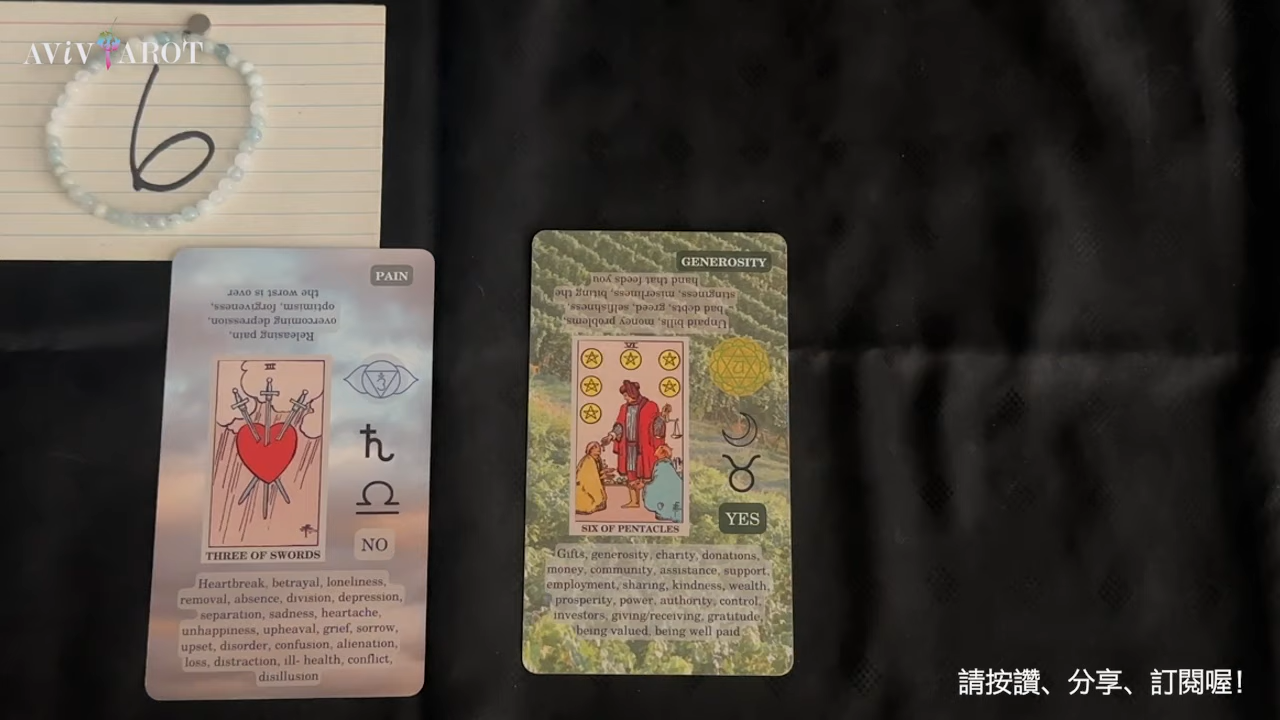 AViVTAROT
6
PAIN
Releasing pain,
overcoming depression,
optimism, forgiveness,
the worst is over
III
THREE OF SWORDS
NO
Heartbreak, betrayal, loneliness,
removal, absence, division, depression,
separation, sadness, heartache,
unhappiness, upheaval, grief, sorrow,
upset, disorder, confusion, alienation,
loss, distraction, ill- health, conflict,
disillusion
GENEROSITY
Unpaid bills, money problems,
bad debts, greed, selfishness,
stinginess, miserliness, biting the
hand that feeds you
VI
SIX OF PENTACLES
YES
Gifts, generosity, charity, donations,
money, community, assistance, support,
employment, sharing, kindness, wealth,
prosperity, power, authority, control,
investors, giving/receiving, gratitude,
being valued, being well paid
請按讚、分享、訂閱喔!